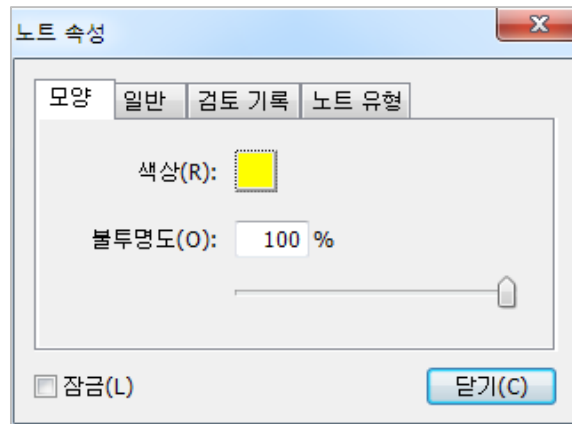 노트 속성
모양 일반 검토 기록 노트 유형
색상(R):
불투명도(O): 100 %
잠금(L) 닫기(C)